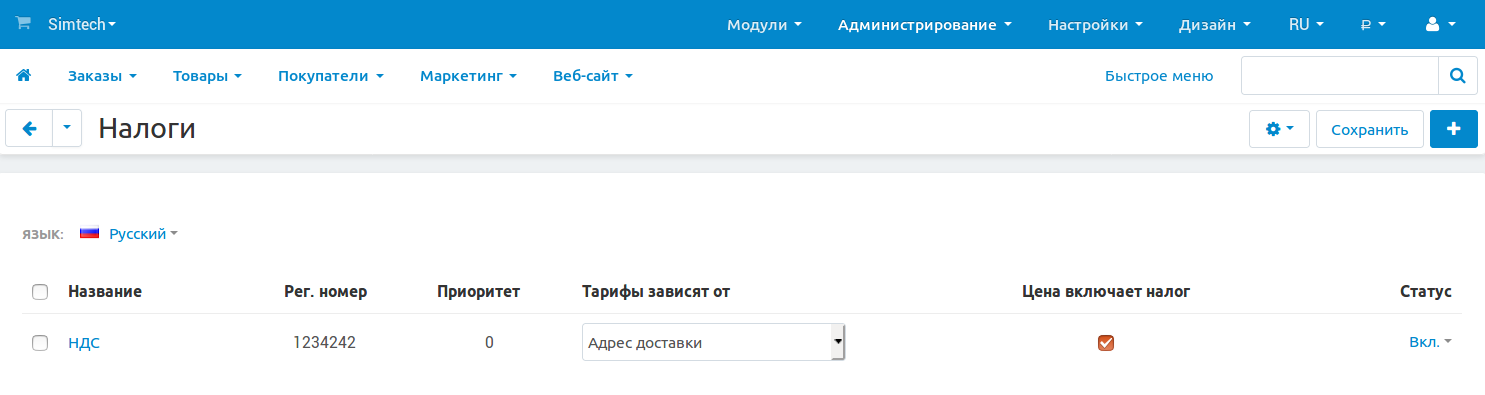 Simtech Модули Администрирование Настройки Дизайн RU ₽
Заказы Товары Покупатели Маркетинг Веб-сайт Быстрое меню
Налоги Сохранить
язык: Русский
Название Рег. номер Приоритет Тарифы зависят от Цена включает налог Статус
НДС 1234242 0 Адрес доставки Вкл.